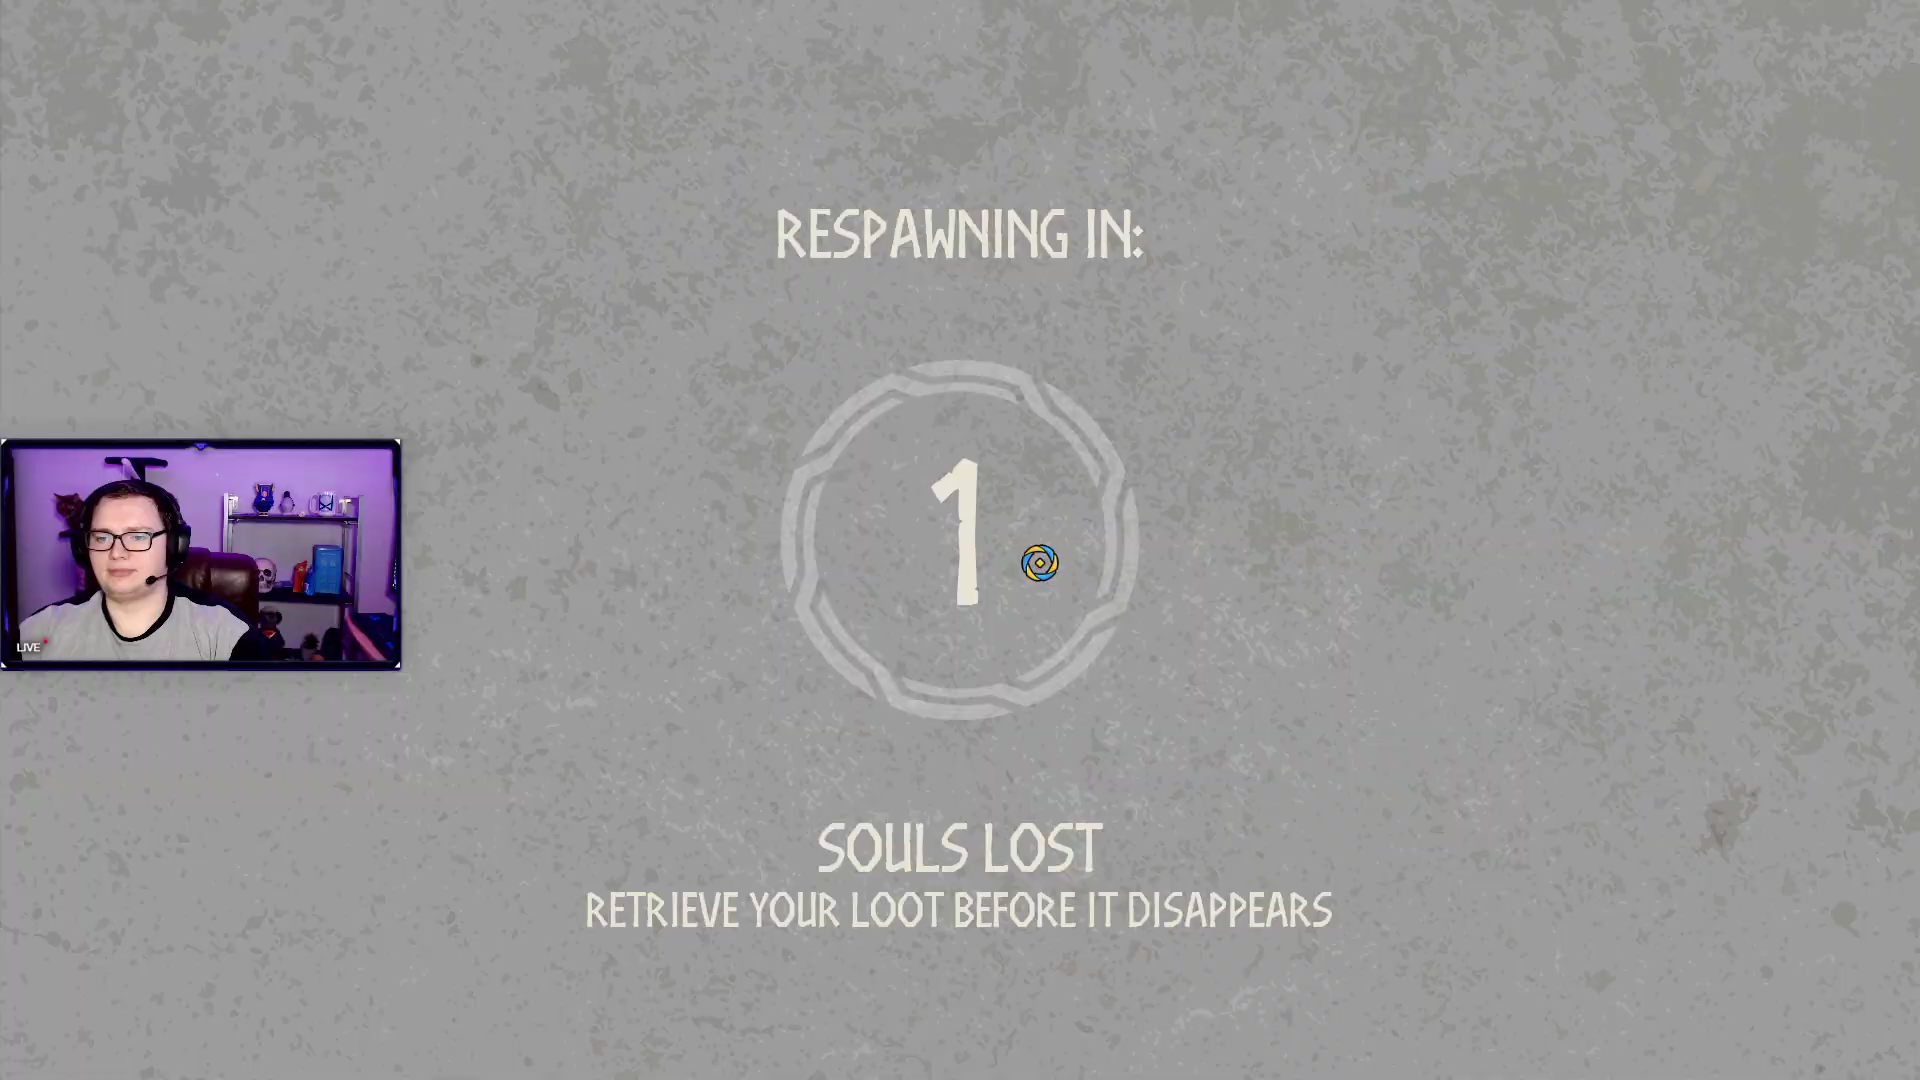 RESPAWNING IN:
1
LIVE
SOULS LOST
RETRIEVE YOUR LOOT BEFORE IT DISAPPEARS